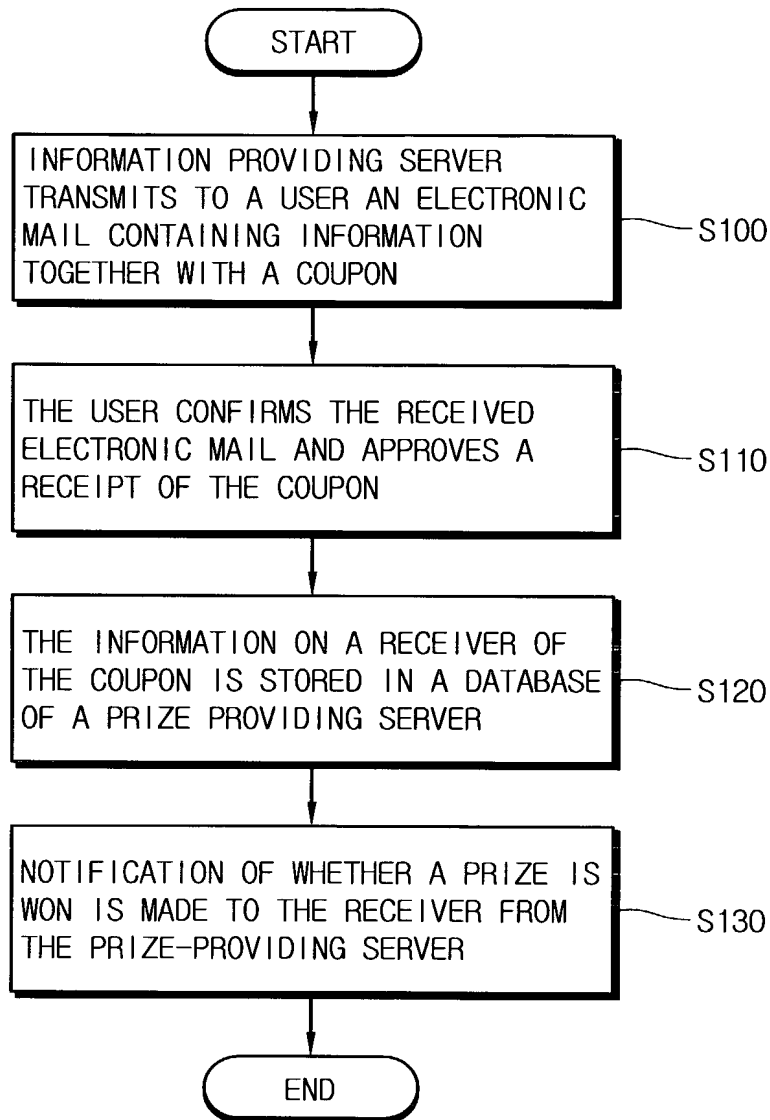 START
INFORMATION PROVIDING SERVER
TRANSMITS TO A USER AN ELECTRONIC
MAIL CONTAINING INFORMATION
TOGETHER WITH A COUPON
S100
THE USER CONFIRMS THE RECEIVED
ELECTRONIC MAIL AND APPROVES A
RECEIPT OF THE COUPON
S110
THE INFORMATION ON A RECEIVER OF
THE COUPON IS STORED IN A DATABASE
OF A PRIZE PROVIDING SERVER
S120
NOTIFICATION OF WHETHER A PRIZE IS
WON IS MADE TO THE RECEIVER FROM
THE PRIZE-PROVIDING SERVER
S130
END